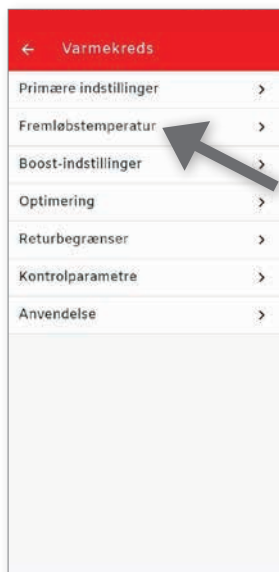 Varmekreds
Primære indstillinger
Fremløbstemperatur
Boost-indstillinger
Optimering
Returbegrænser
Kontrolparametre
Anvendelse